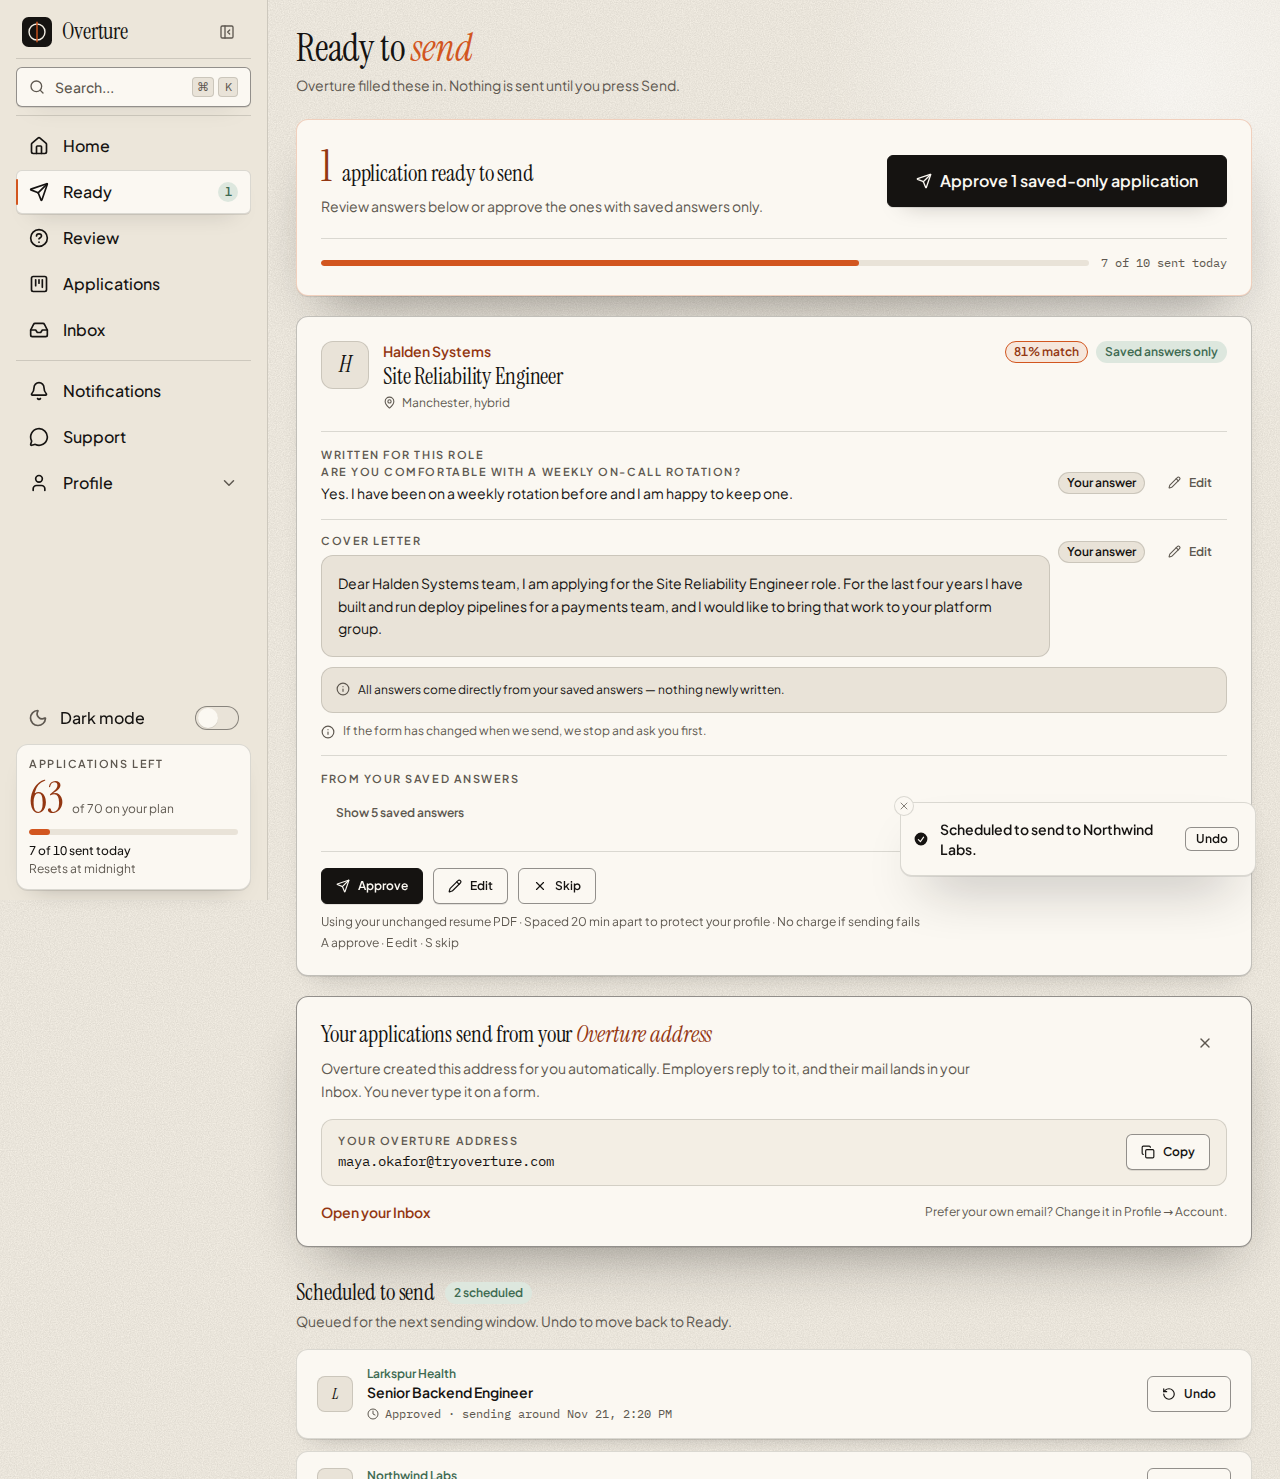 Overture
Search...
⌘ K
Home
Ready 1
Review
Applications
Inbox
Notifications
Support
Profile
Dark mode
APPLICATIONS LEFT
63 of 70 on your plan
7 of 10 sent today
Resets at midnight
Ready to send
Overture filled these in. Nothing is sent until you press Send.
1 application ready to send
Review answers below or approve the ones with saved answers only.
Approve 1 saved-only application
7 of 10 sent today
H
Halden Systems
Site Reliability Engineer
Manchester, hybrid
81% match
Saved answers only
WRITTEN FOR THIS ROLE
ARE YOU COMFORTABLE WITH A WEEKLY ON-CALL ROTATION?
Yes. I have been on a weekly rotation before and I am happy to keep one.
Your answer
Edit
COVER LETTER
Your answer
Edit
Dear Halden Systems team, I am applying for the Site Reliability Engineer role. For the last four years I have
built and run deploy pipelines for a payments team, and I would like to bring that work to your platform
group.
All answers come directly from your saved answers — nothing newly written.
If the form has changed when we send, we stop and ask you first.
FROM YOUR SAVED ANSWERS
Show 5 saved answers
Scheduled to send to Northwind
Labs.
Undo
Approve
Edit
Skip
Using your unchanged resume PDF · Spaced 20 min apart to protect your profile · No charge if sending fails
A approve · E edit · S skip
Your applications send from your Overture address
Overture created this address for you automatically. Employers reply to it, and their mail lands in your
Inbox. You never type it on a form.
YOUR OVERTURE ADDRESS
maya.okafor@tryoverture.com
Copy
Open your Inbox
Prefer your own email? Change it in Profile → Account.
Scheduled to send
2 scheduled
Queued for the next sending window. Undo to move back to Ready.
L
Larkspur Health
Senior Backend Engineer
Approved · sending around Nov 21, 2:20 PM
Undo
Northwind Labs